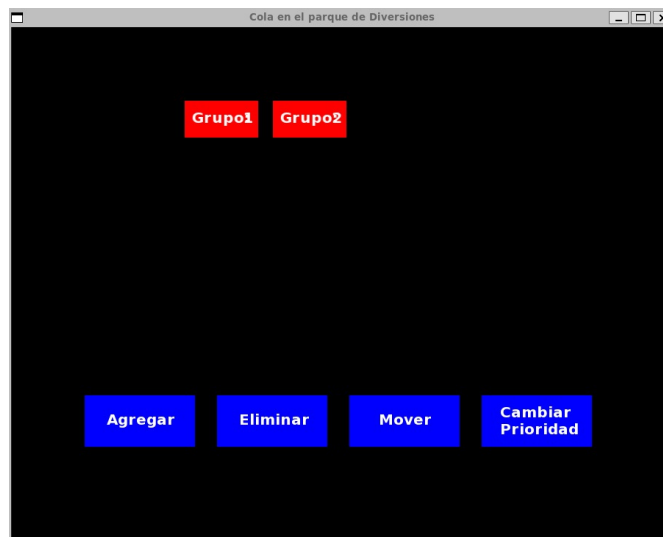 Cola en el parque de Diversiones
Grupo1 Grupo2
Agregar Eliminar Mover Cambiar
Prioridad